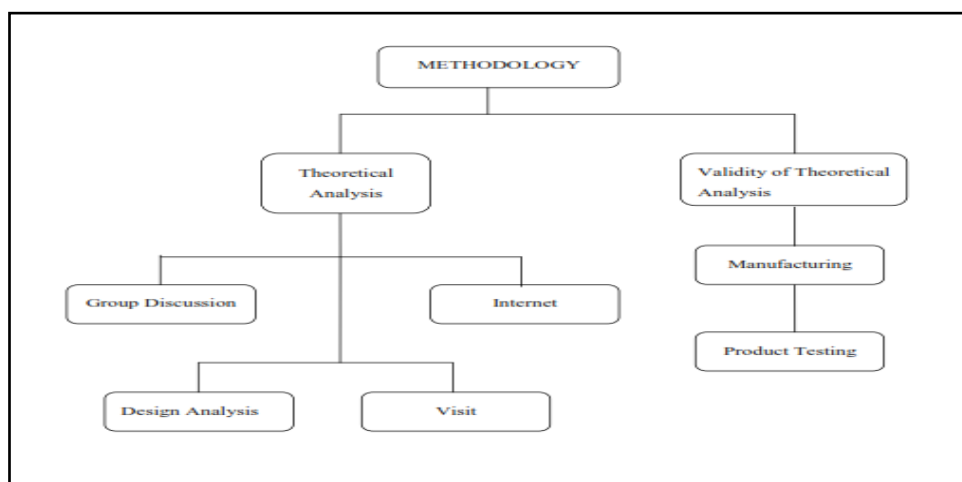 METHODOLOGY
Theoretical
Analysis
Validity of Theoretical
Analysis
Manufacturing
Group Discussion
Internet
Product Testing
Design Analysis
Visit